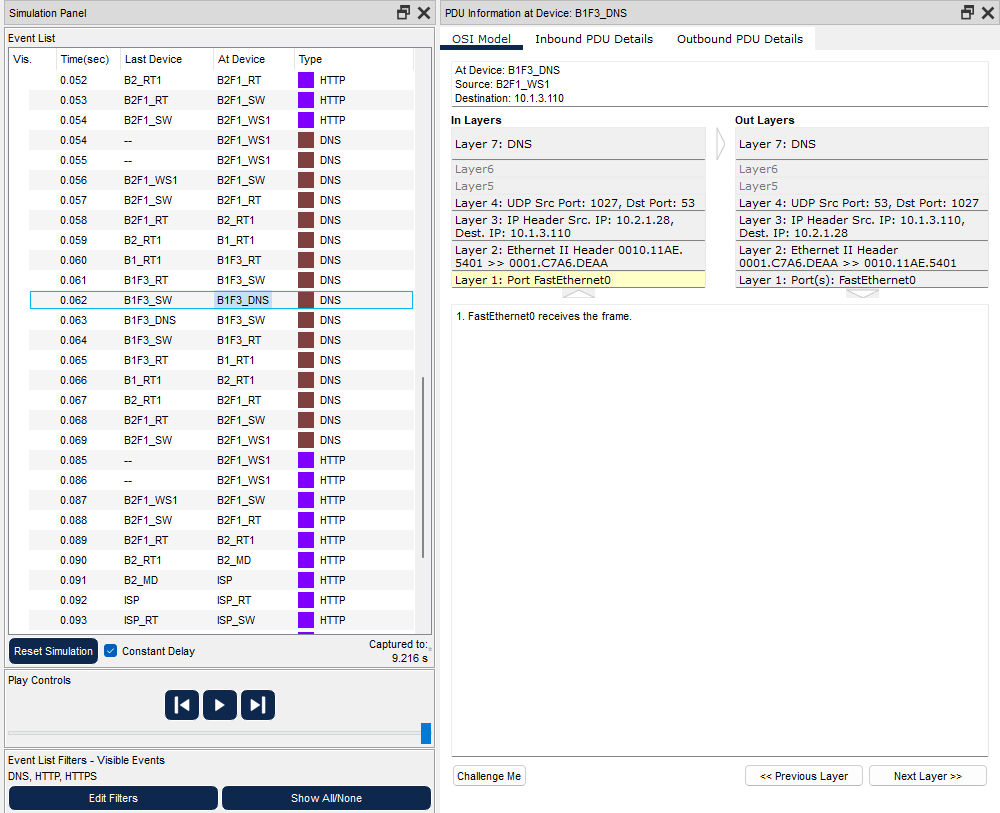 Simulation Panel
Event List
Vis. Time(sec) Last Device At Device Type
0.052 B2_RT1 B2F1_RT HTTP
0.053 B2F1_RT B2F1_SW HTTP
0.054 B2F1_SW B2F1_WS1 HTTP
0.054 -- B2F1_WS1 DNS
0.055 -- B2F1_WS1 DNS
0.056 B2F1_WS1 B2F1_SW DNS
0.057 B2F1_SW B2F1_RT DNS
0.058 B2F1_RT B2_RT1 DNS
0.059 B2_RT1 B1_RT1 DNS
0.060 B1_RT1 B1F3_RT DNS
0.061 B1F3_RT B1F3_SW DNS
0.062 B1F3_SW B1F3_DNS DNS
0.063 B1F3_DNS B1F3_SW DNS
0.064 B1F3_SW B1F3_RT DNS
0.065 B1F3_RT B1_RT1 DNS
0.066 B1_RT1 B2_RT1 DNS
0.067 B2_RT1 B2F1_RT DNS
0.068 B2F1_RT B2F1_SW DNS
0.069 B2F1_SW B2F1_WS1 DNS
0.085 -- B2F1_WS1 HTTP
0.086 -- B2F1_WS1 HTTP
0.087 B2F1_WS1 B2F1_SW HTTP
0.088 B2F1_SW B2F1_RT HTTP
0.089 B2F1_RT B2_RT1 HTTP
0.090 B2_RT1 B2_MD HTTP
0.091 B2_MD ISP HTTP
0.092 ISP ISP_RT HTTP
0.093 ISP_RT ISP_SW HTTP
Reset Simulation Constant Delay
Captured to:
9.216 s
Play Controls
Event List Filters - Visible Events
DNS, HTTP, HTTPS
Edit Filters Show All/None
PDU Information at Device: B1F3_DNS
OSI Model Inbound PDU Details Outbound PDU Details
At Device: B1F3_DNS
Source: B2F1_WS1
Destination: 10.1.3.110
In Layers
Layer 7: DNS
Layer6
Layer5
Layer 4: UDP Src Port: 1027, Dst Port: 53
Layer 3: IP Header Src. IP: 10.2.1.28,
Dest. IP: 10.1.3.110
Layer 2: Ethernet II Header 0010.11AE.
5401 >> 0001.C7A6.DEAA
Layer 1: Port FastEthernet0
Out Layers
Layer 7: DNS
Layer6
Layer5
Layer 4: UDP Src Port: 53, Dst Port: 1027
Layer 3: IP Header Src. IP: 10.1.3.110,
Dest. IP: 10.2.1.28
Layer 2: Ethernet II Header
0001.C7A6.DEAA >> 0010.11AE.5401
Layer 1: Port(s): FastEthernet0
1. FastEthernet0 receives the frame.
Challenge Me << Previous Layer Next Layer >>